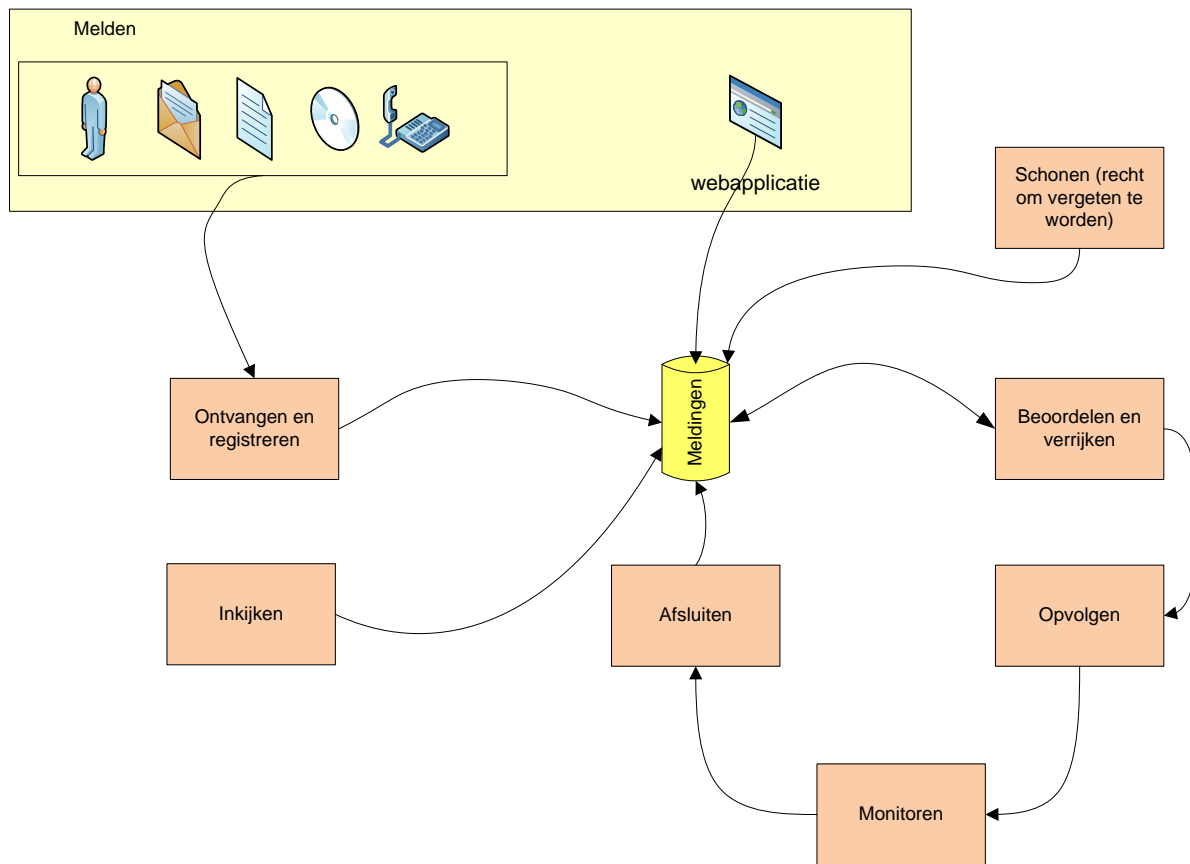 Melden
webapplicatie
Schonen (recht
om vergeten te
worden)
Ontvangen en
registreren
Meldingen
Beoordelen en
verrijken
Inkijken
Afsluiten
Opvolgen
Monitoren